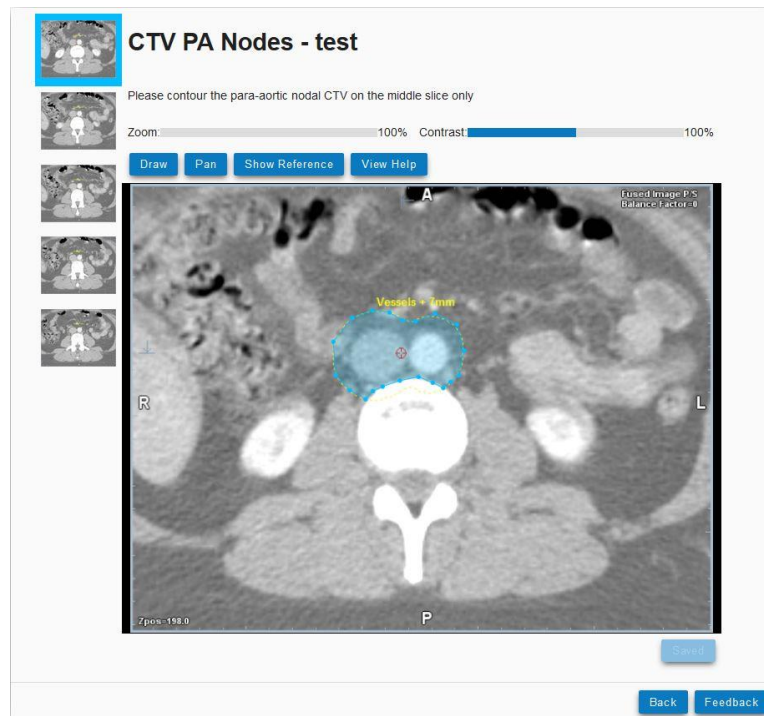 CTV PA Nodes - test
Please contour the para-aortic nodal CTV on the middle slice only
Zoom: 100% Contrast: 100%
Draw Pan Show Reference View Help
A
Fused Image P/S
Balance Factor=0
Vessels + 7mm
R
L
Zpos=198.0
P
Saved
Back Feedback